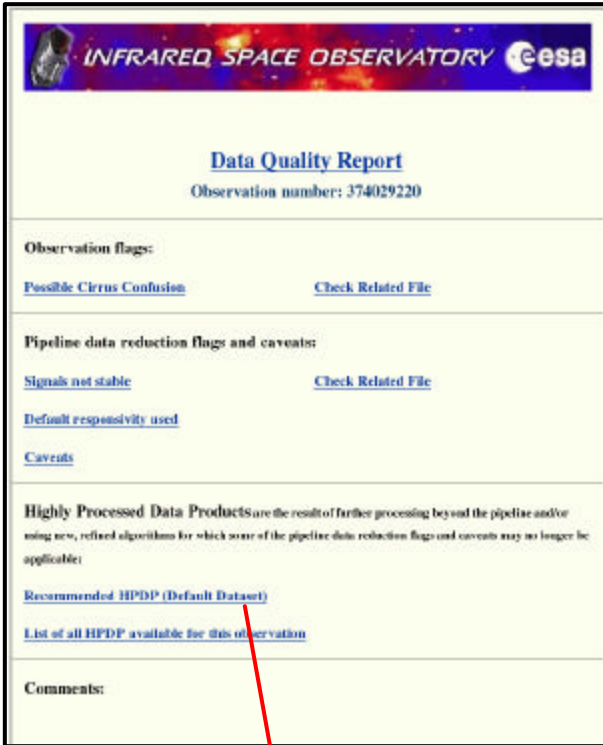 INFRARED SPACE OBSERVATORY esa
Data Quality Report
Observation number: 374029220
Observation flags:
Possible Cirrus Confusion Check Related File
Pipeline data reduction flags and caveats:
Signals not stable Check Related File
Default responsivity used
Caveats
Highly Processed Data Products are the result of further processing beyond the pipeline and/or
using new, refined algorithms for which some of the pipeline data reduction flags and caveats may no longer be
applicable:
Recommended HPDP (Default Dataset)
List of all HPDP available for this observation
Comments: